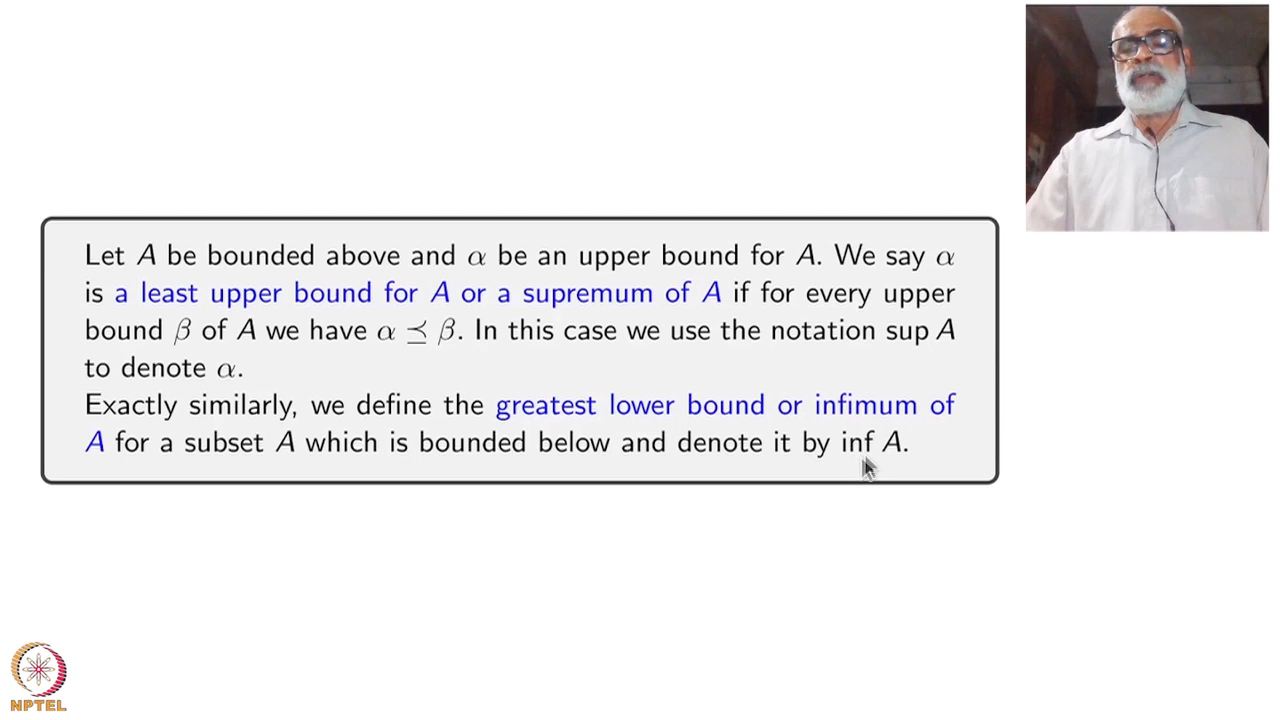 Let A be bounded above and α be an upper bound for A. We say α
is a least upper bound for A or a supremum of A if for every upper
bound β of A we have α ⪯ β. In this case we use the notation sup A
to denote α.
Exactly similarly, we define the greatest lower bound or infimum of
A for a subset A which is bounded below and denote it by inf A.
NPTEL